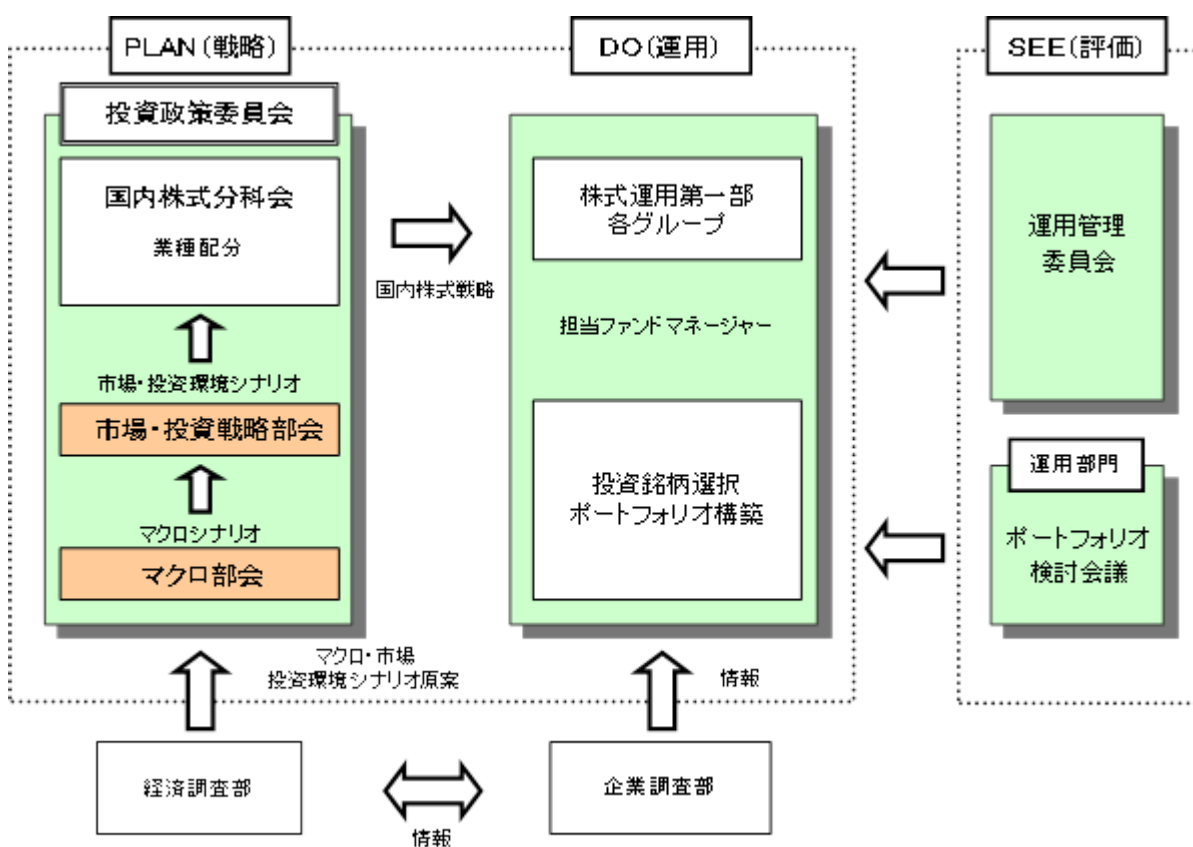 PLAN(戦略)
投資政策委員会
国内株式分科会
業種配分
市場・投資環境シナリオ
市場・投資戦略部会
マクロシナリオ
マクロ部会
国内株式戦略
DO(運用)
株式運用第一部
各グループ
担当ファンドマネージャー
投資銘柄選択
ポートフォリオ構築
SEE(評価)
運用管理
委員会
運用部門
ポートフォリオ
検討会議
マクロ・市場
投資環境シナリオ原案
情報
経済調査部
情報
企業調査部